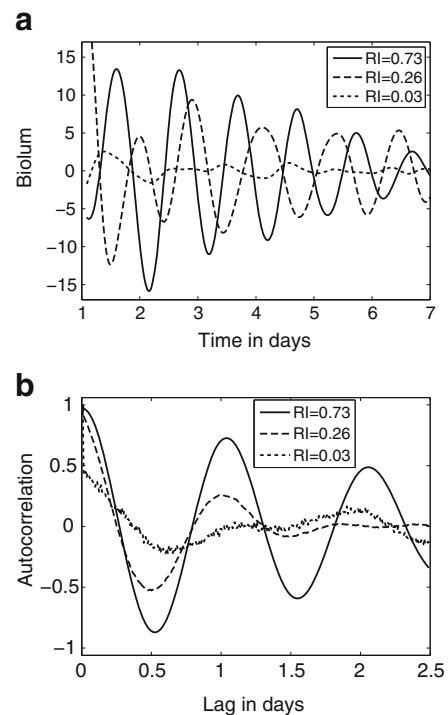 a
15
10
5
0
−5
−10
−15
Biolum
RI=0.73
RI=0.26
RI=0.03
1 2 3 4 5 6 7
Time in days
b
1
0.5
0
−0.5
−1
Autocorrelation
RI=0.73
RI=0.26
RI=0.03
0 0.5 1 1.5 2 2.5
Lag in days